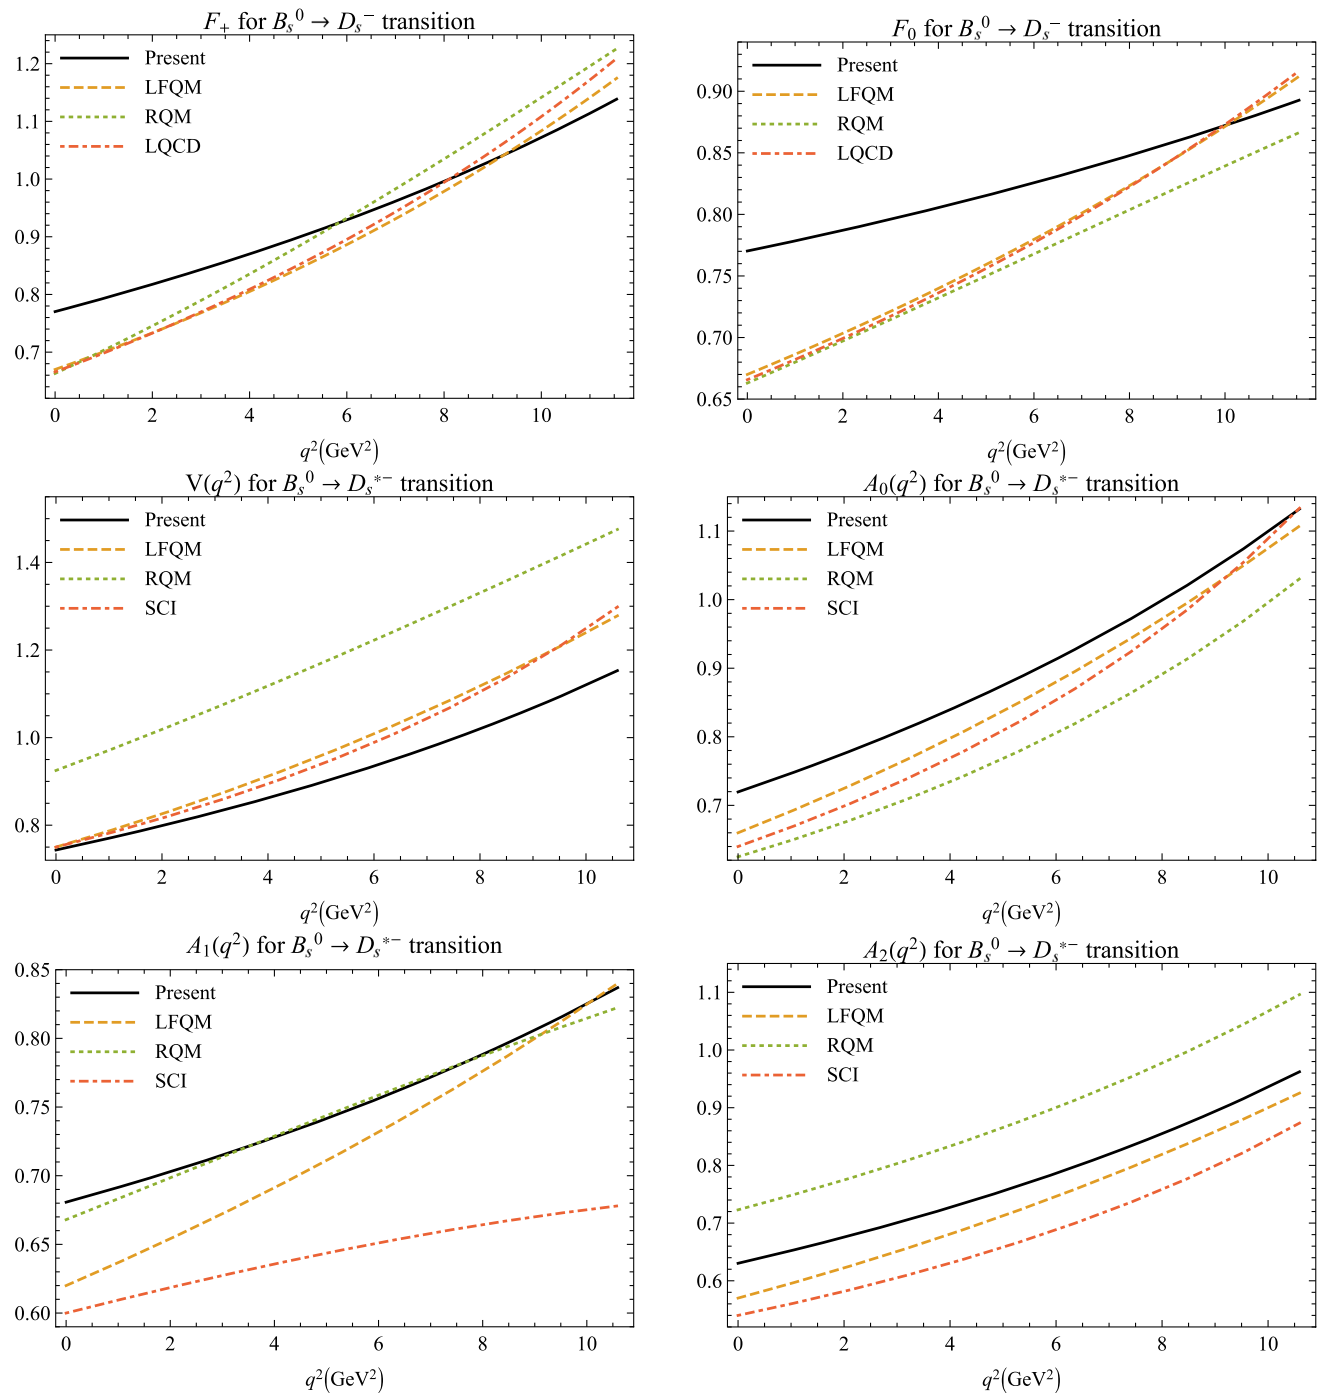 F₊ for Bₛ⁰ → Dₛ⁻ transition
Present
LFQM
RQM
LQCD
1.2
1.1
1.0
0.9
0.8
0.7
0 2 4 6 8 10
q²(GeV²)
F₀ for Bₛ⁰ → Dₛ⁻ transition
Present
LFQM
RQM
LQCD
0.90
0.85
0.80
0.75
0.70
0.65
0 2 4 6 8 10
q²(GeV²)
V(q²) for Bₛ⁰ → Dₛ*⁻ transition
Present
LFQM
RQM
SCI
1.4
1.2
1.0
0.8
0 2 4 6 8 10
q²(GeV²)
A₀(q²) for Bₛ⁰ → Dₛ*⁻ transition
Present
LFQM
RQM
SCI
1.1
1.0
0.9
0.8
0.7
0 2 4 6 8 10
q²(GeV²)
A₁(q²) for Bₛ⁰ → Dₛ*⁻ transition
Present
LFQM
RQM
SCI
0.85
0.80
0.75
0.70
0.65
0.60
0 2 4 6 8 10
q²(GeV²)
A₂(q²) for Bₛ⁰ → Dₛ*⁻ transition
Present
LFQM
RQM
SCI
1.1
1.0
0.9
0.8
0.7
0.6
0 2 4 6 8 10
q²(GeV²)